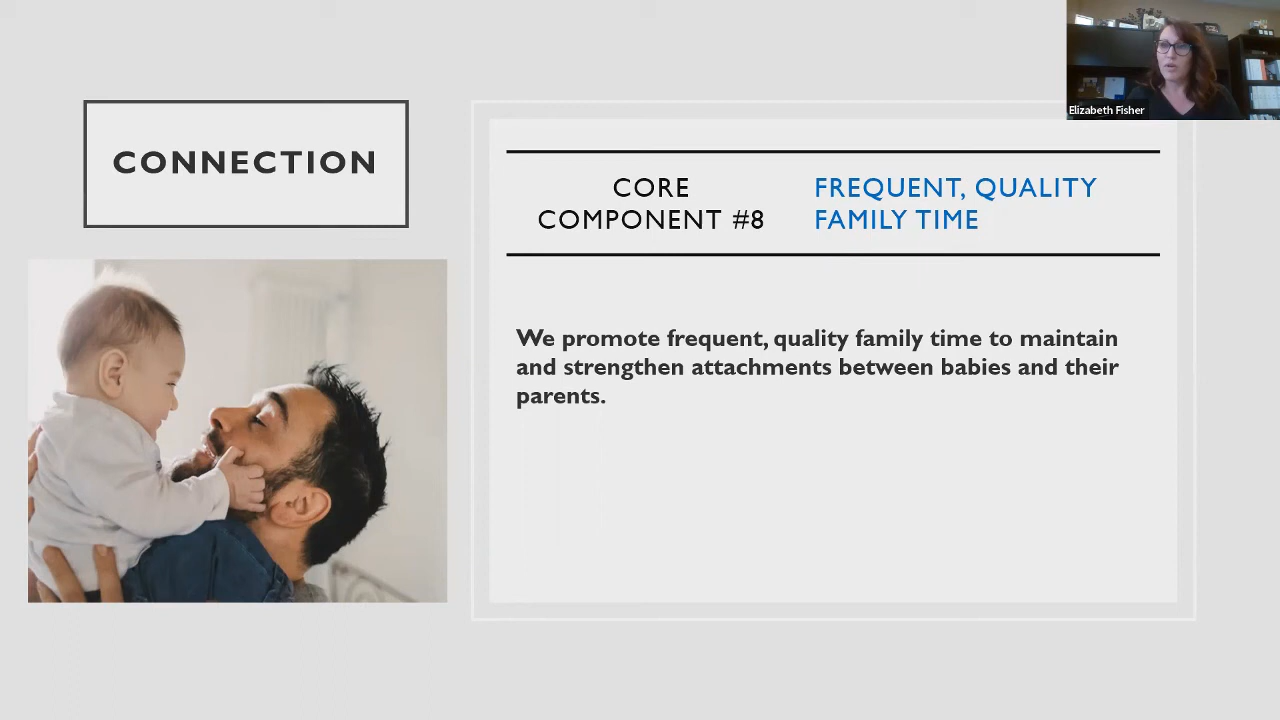 Elizabeth Fisher
CONNECTION
CORE
COMPONENT #8
FREQUENT, QUALITY
FAMILY TIME
We promote frequent, quality family time to maintain
and strengthen attachments between babies and their
parents.